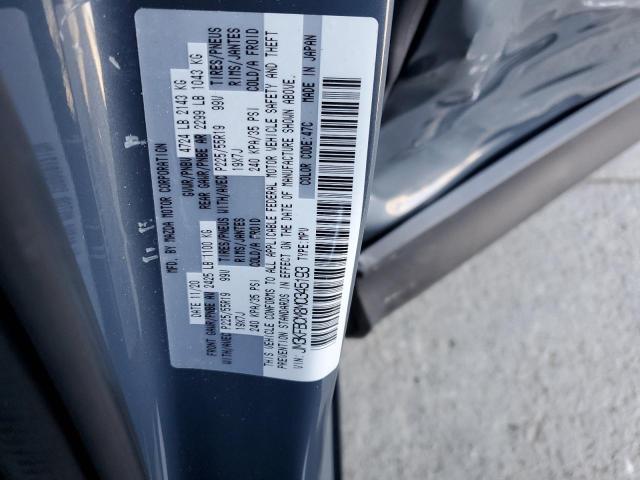 MFD. BY MAZDA MOTOR CORPORATION
11/20 GVWR/PNBV 4724 LB 2143 KG
FRONT GAWR/PNBE AV 2425 LB 1100 KG REAR GAWR/PNBE AR 2299 LB 1043 KG
WITH/AVEC P225/55R19 99V TIRES/PNEUS WITH/AVEC P225/55R19 99V TIRES/PNEUS
19X7J RIMS/JANTES 19X7J RIMS/JANTES
240 KPA/35 PSI COLD/A FROID 240 KPA/35 PSI COLD/A FROID
THIS VEHICLE CONFORMS TO ALL APPLICABLE FEDERAL MOTOR VEHICLE SAFETY AND THEFT
PREVENTION STANDARDS IN EFFECT ON THE DATE OF MANUFACTURE SHOWN ABOVE.
VIN: JM3KFBDM8M0345193 TYPE:MPV COLOR CODE:47C MADE IN JAPAN